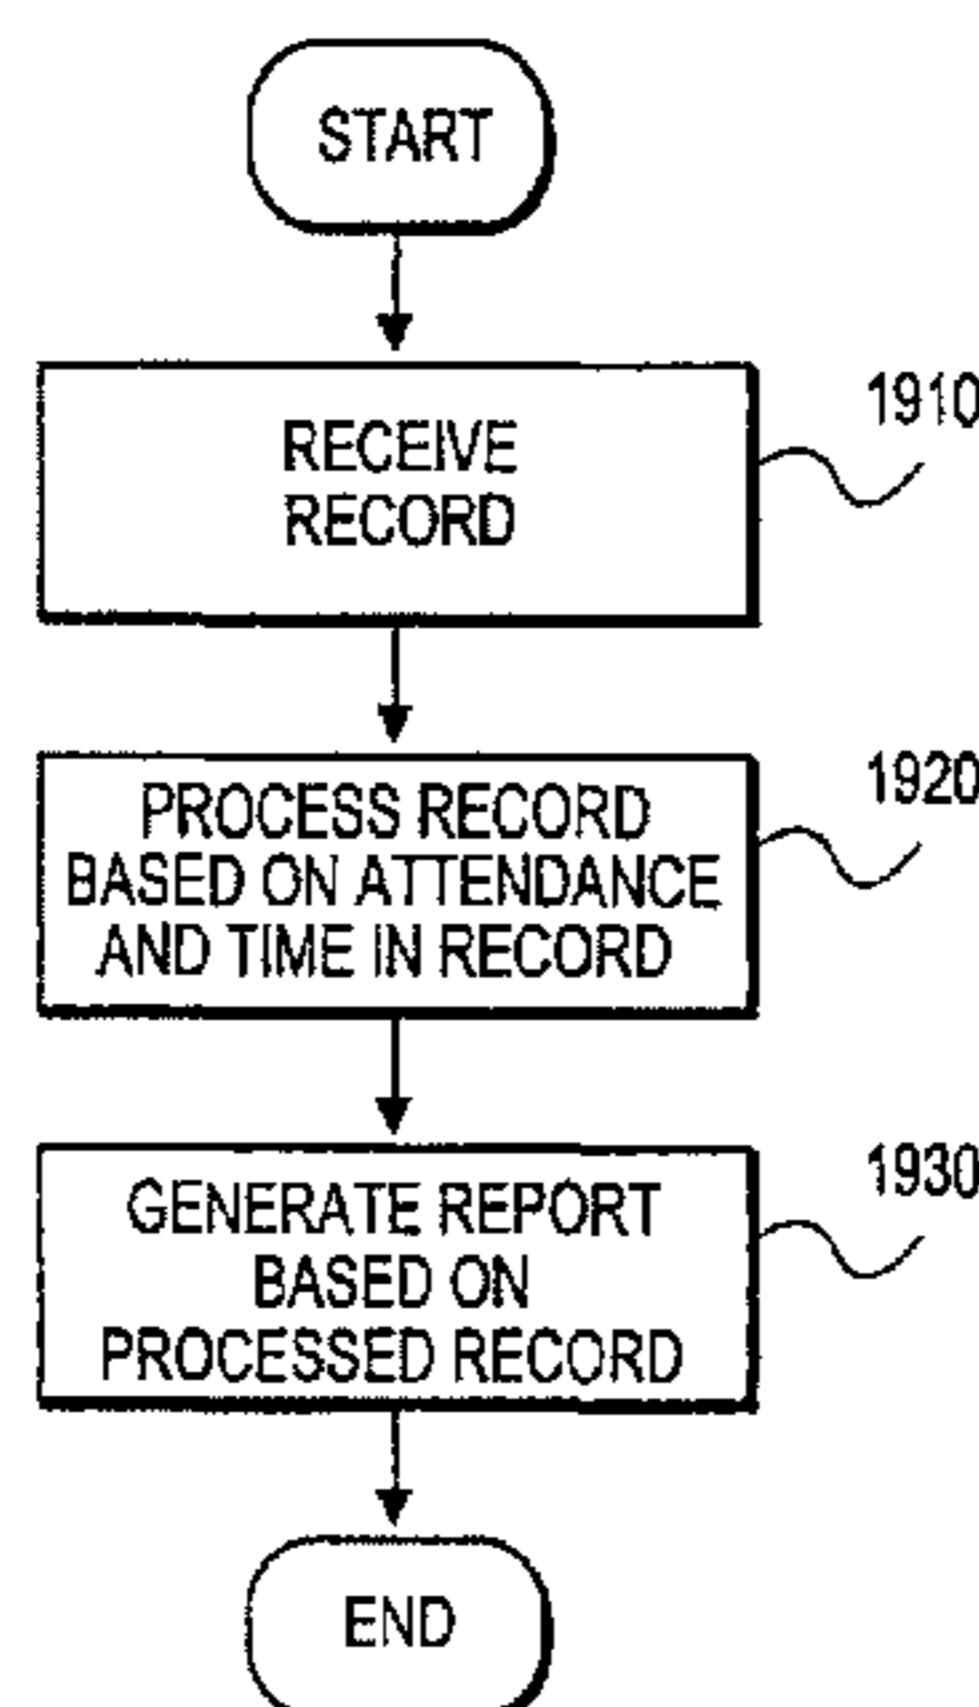 START
RECEIVE
RECORD
1910
PROCESS RECORD
BASED ON ATTENDANCE
AND TIME IN RECORD
1920
GENERATE REPORT
BASED ON
PROCESSED RECORD
1930
END